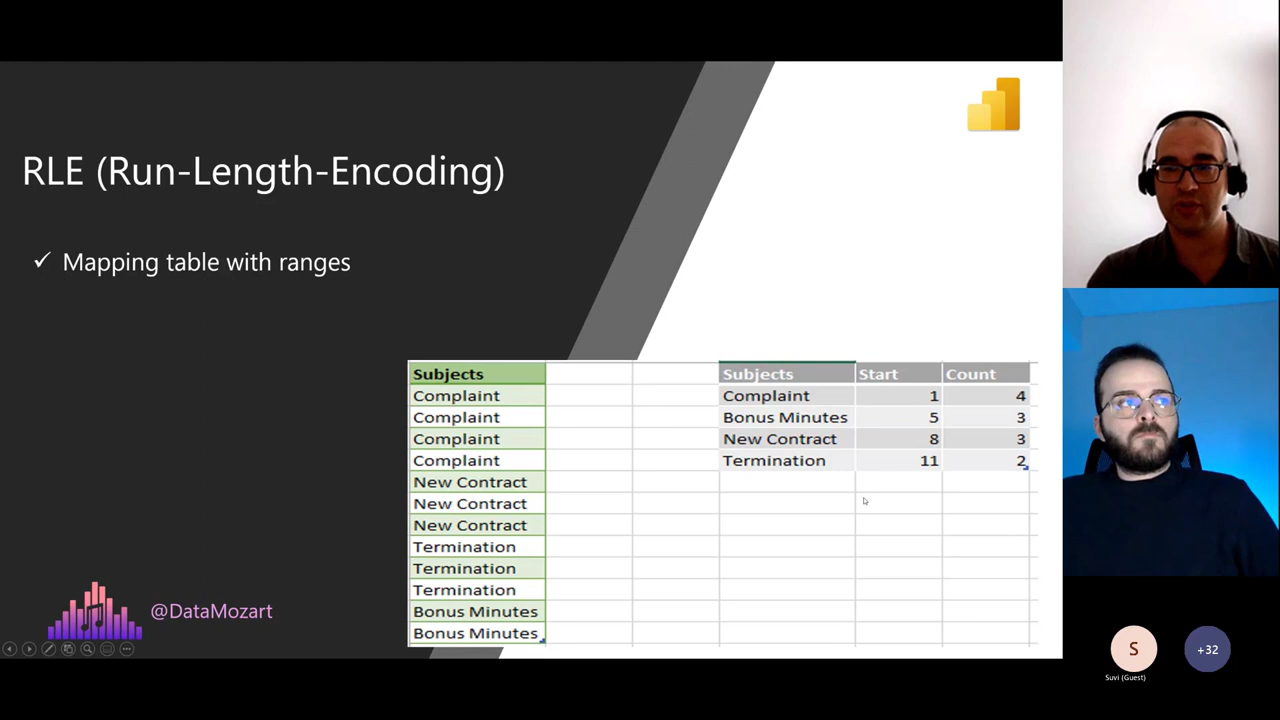 RLE (Run-Length-Encoding)
✓ Mapping table with ranges
Subjects
Complaint
Complaint
Complaint
Complaint
New Contract
New Contract
New Contract
Termination
Termination
Termination
Bonus Minutes
Bonus Minutes
Subjects Start Count
Complaint 1 4
Bonus Minutes 5 3
New Contract 8 3
Termination 11 2
@DataMozart
S
+32
Suvi (Guest)